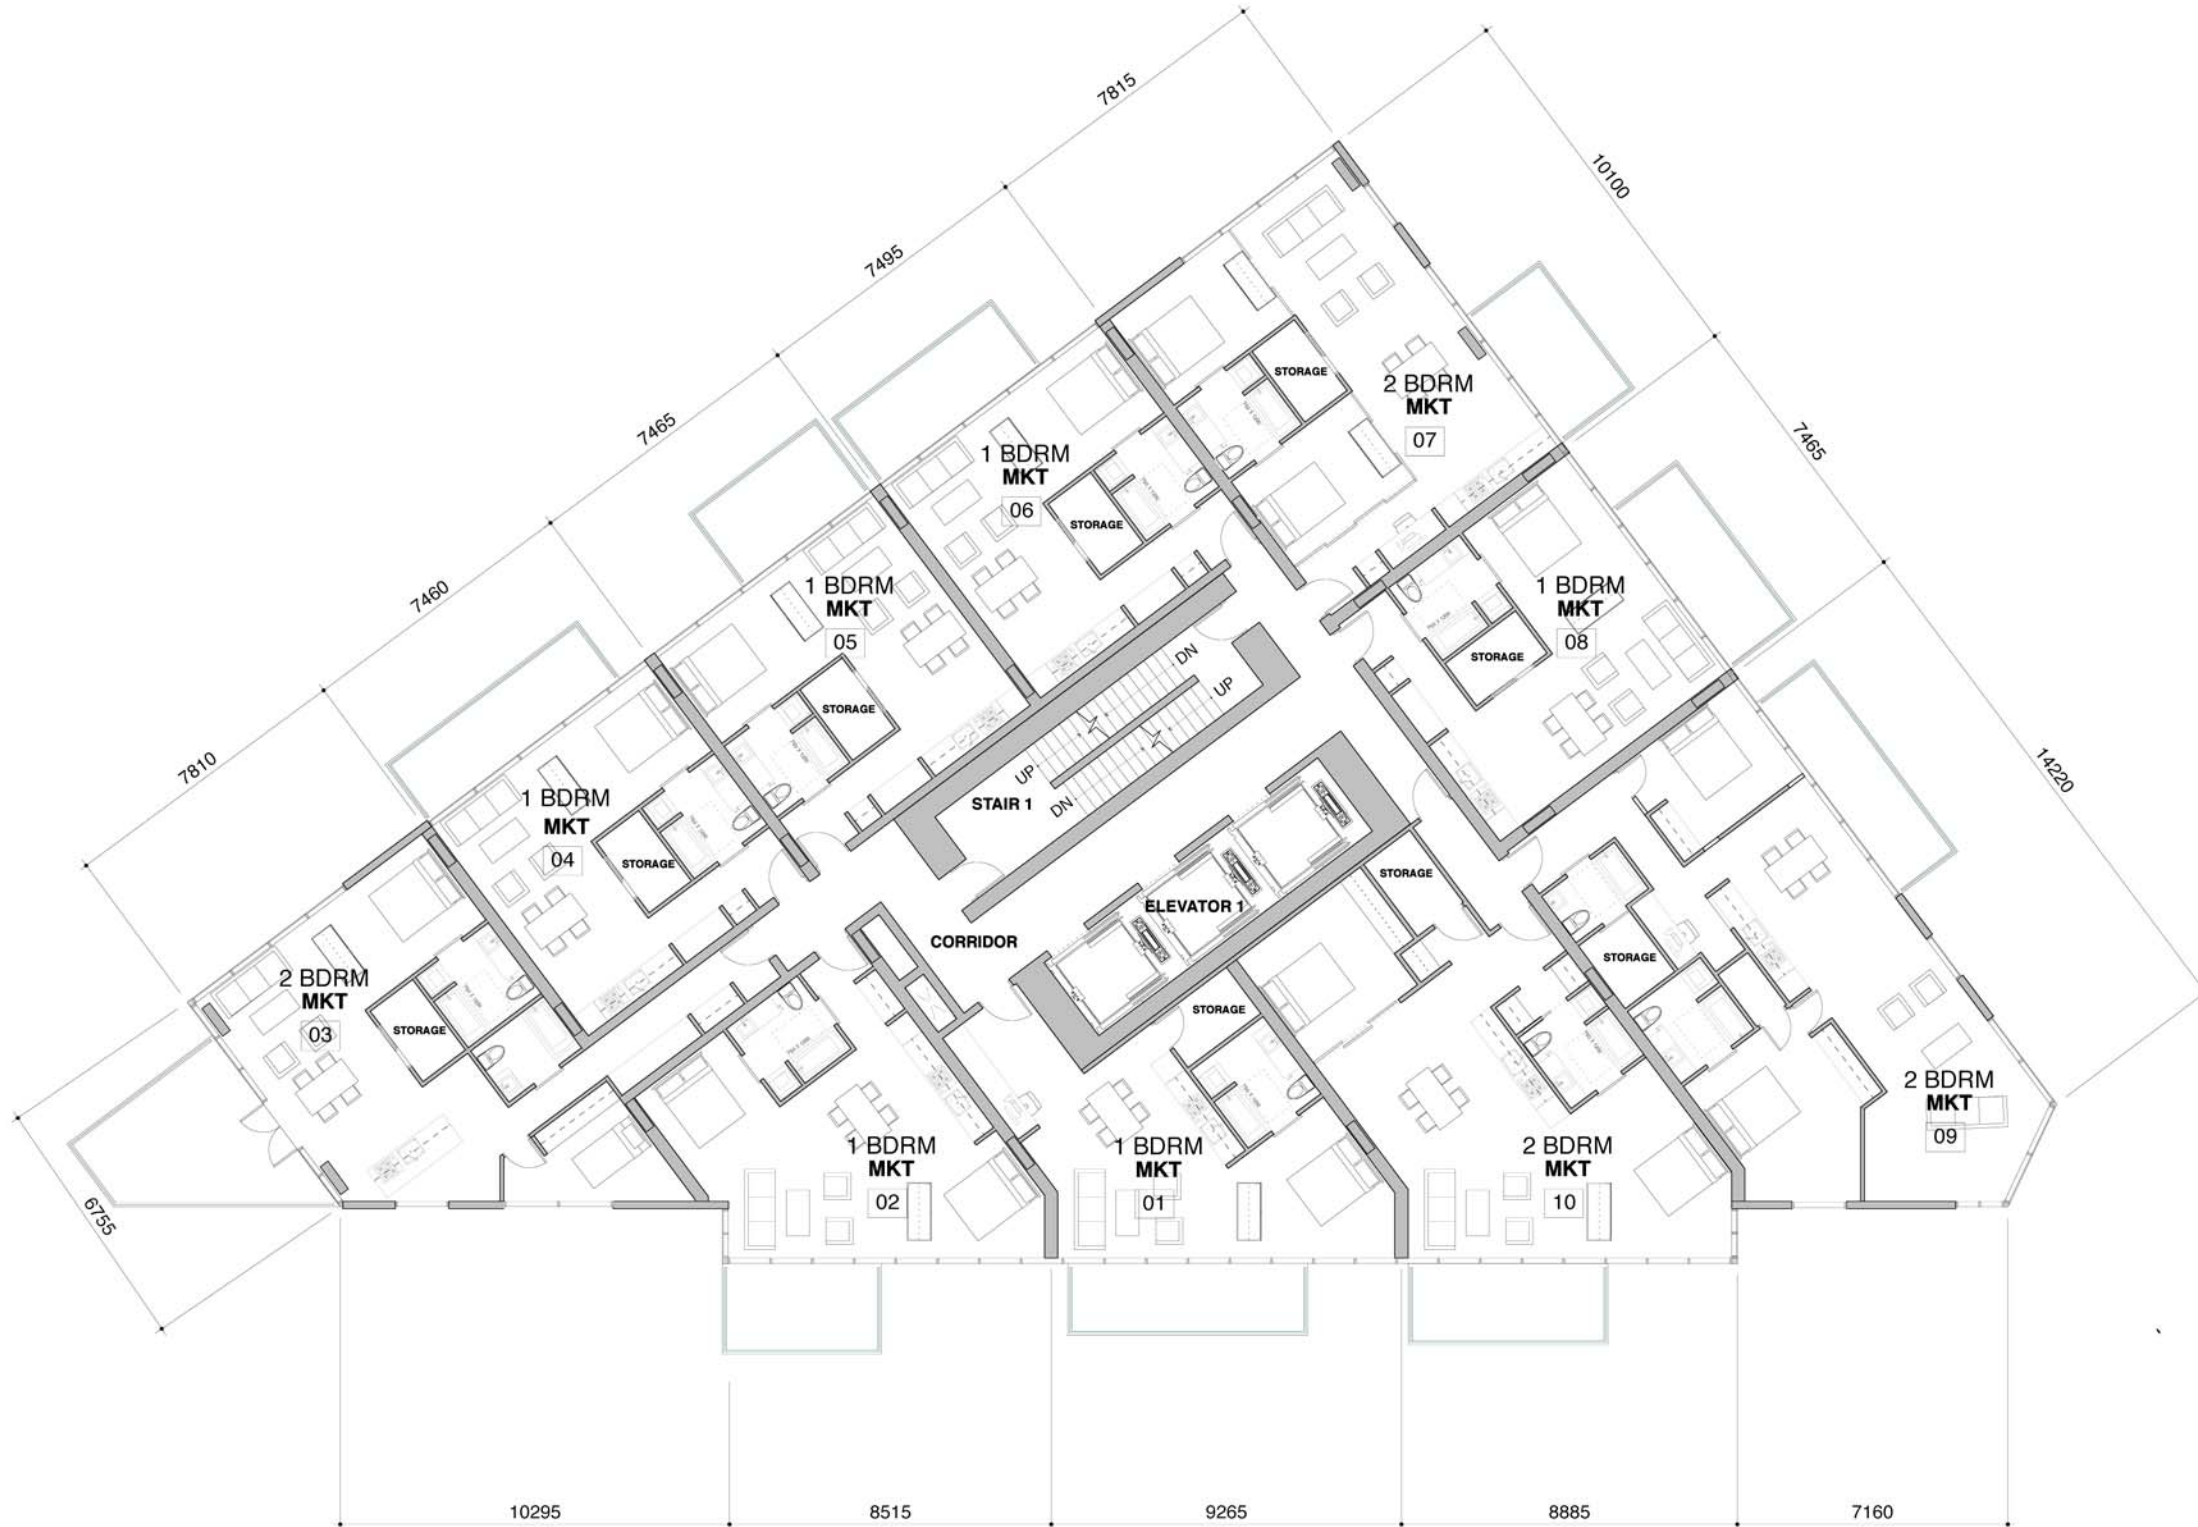 7815
10100
7495
7465
7465
7460
7810
14220
6755
2 BDRM
MKT
07
STORAGE
1 BDRM
MKT
06
STORAGE
1 BDRM
MKT
05
STORAGE
1 BDRM
MKT
08
STORAGE
1 BDRM
MKT
04
STORAGE
2 BDRM
MKT
03
STORAGE
DN
UP
UP
DN
STAIR 1
ELEVATOR 1
CORRIDOR
STORAGE
STORAGE
STORAGE
1 BDRM
MKT
02
1 BDRM
MKT
01
2 BDRM
MKT
10
2 BDRM
MKT
09
10295
8515
9265
8885
7160